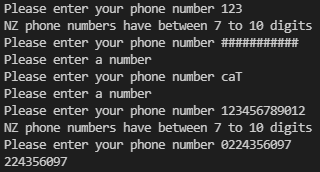 Please enter your phone number 123
NZ phone numbers have between 7 to 10 digits
Please enter your phone number ###########
Please enter a number
Please enter your phone number caT
Please enter a number
Please enter your phone number 123456789012
NZ phone numbers have between 7 to 10 digits
Please enter your phone number 0224356097
224356097